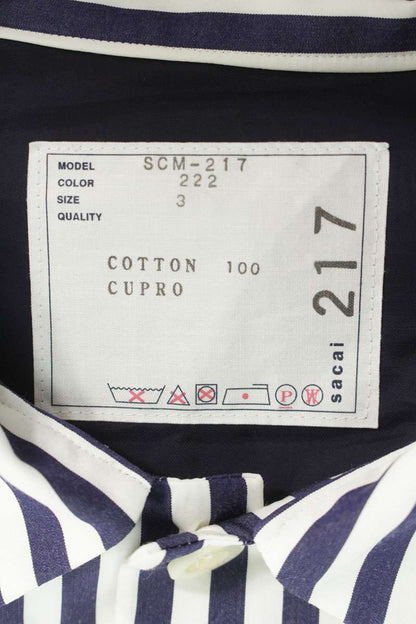 MODEL SCM-217
COLOR 222
SIZE 3
QUALITY
COTTON 100
CUPRO
217
sacai
P
W